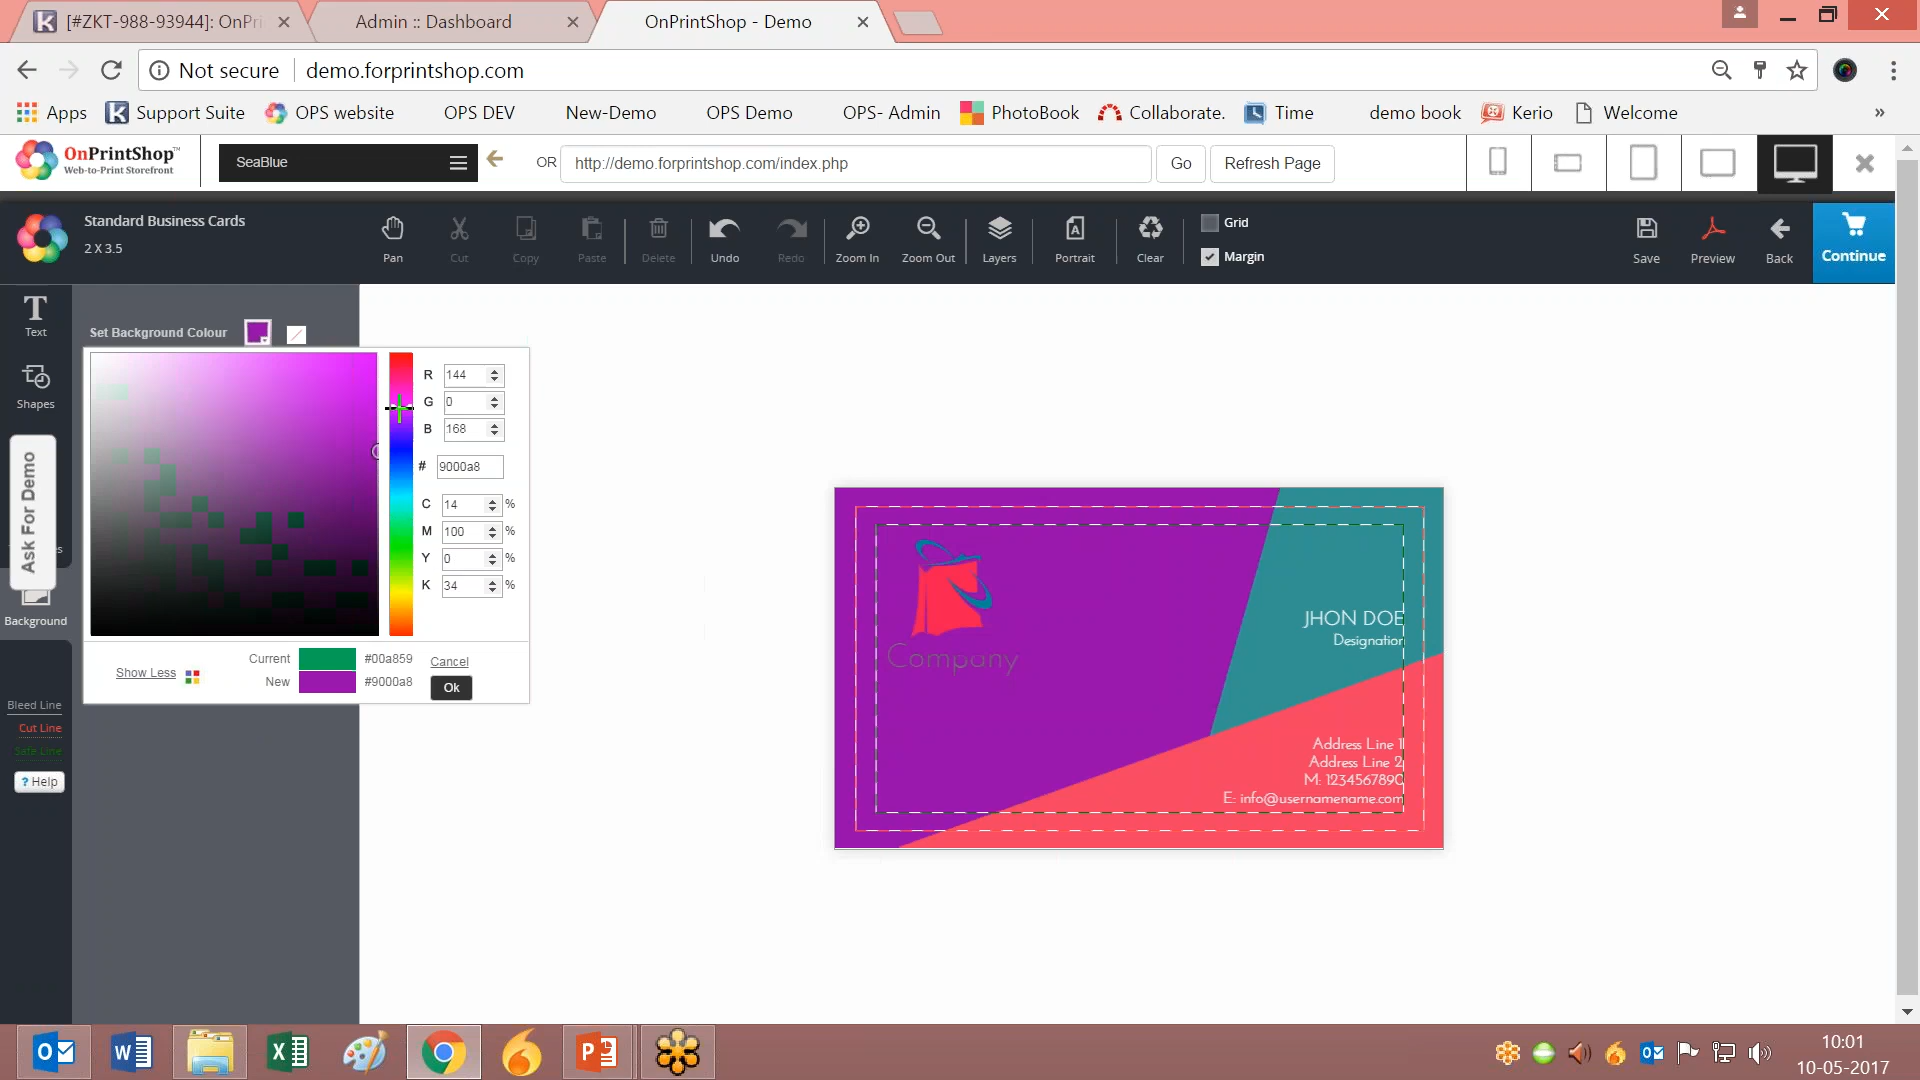 [#ZKT-988-93944]: OnPri
Admin :: Dashboard
OnPrintShop - Demo
Not secure
demo.forprintshop.com
Apps
Support Suite
OPS website
OPS DEV
New-Demo
OPS Demo
OPS- Admin
PhotoBook
Collaborate.
Time
demo book
Kerio
Welcome
»
OnPrintShop™
Web-to-Print Storefront
SeaBlue
OR
http://demo.forprintshop.com/index.php
Go
Refresh Page
Standard Business Cards
2 X 3.5
Pan
Cut
Copy
Paste
Delete
Undo
Redo
Zoom In
Zoom Out
Layers
Portrait
Clear
Grid
Margin
Save
Preview
Back
Continue
Text
Shapes
Ask For Demo
Background
Bleed Line
Cut Line
Safe Line
? Help
Set Background Colour
R 144
G 0
B 168
# 9000a8
C 14 %
M 100 %
Y 0 %
K 34 %
Show Less
Current #00a859
New #9000a8
Cancel
Ok
Company
JHON DOE
Designation
Address Line 1
Address Line 2
M: 1234567890
E: info@usernamename.com
10:01
10-05-2017